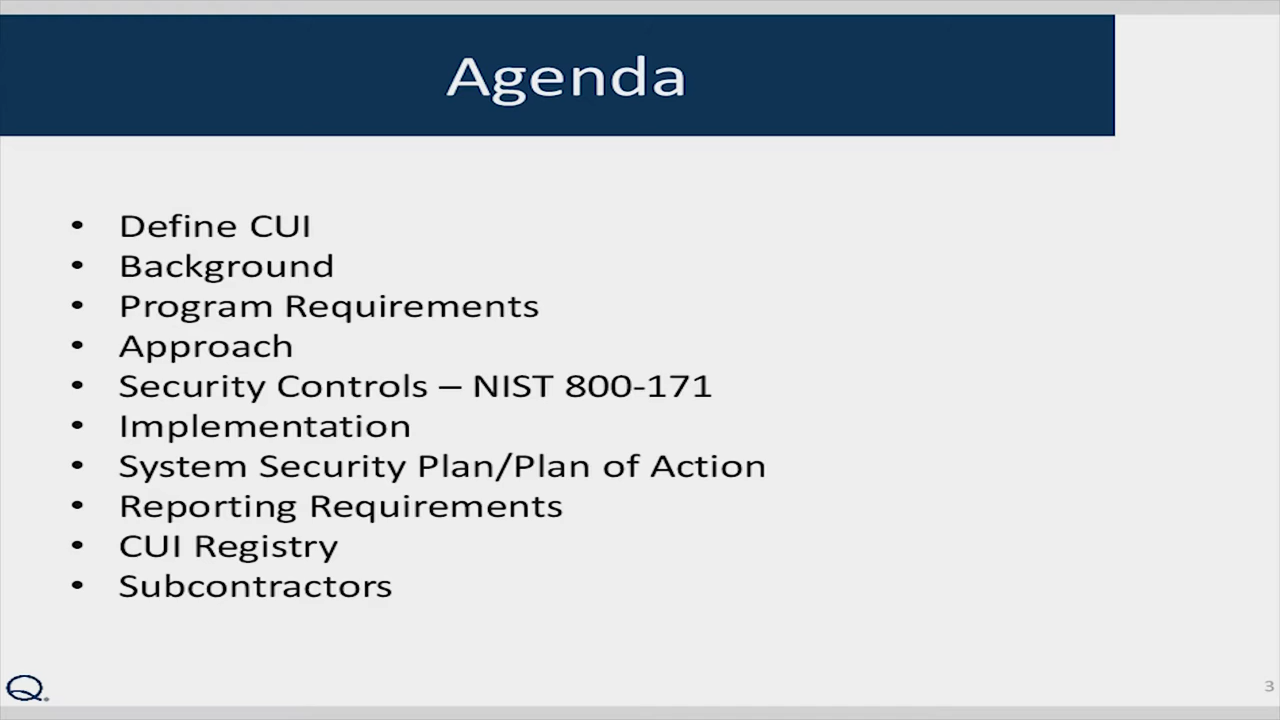 Agenda
• Define CUI
• Background
• Program Requirements
• Approach
• Security Controls – NIST 800-171
• Implementation
• System Security Plan/Plan of Action
• Reporting Requirements
• CUI Registry
• Subcontractors
Q
3